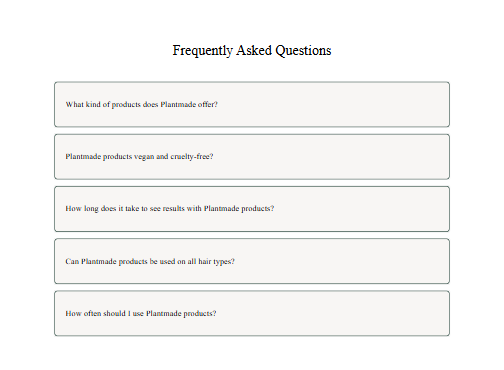 Frequently Asked Questions
What kind of products does Plantmade offer?
Plantmade products vegan and cruelty-free?
How long does it take to see results with Plantmade products?
Can Plantmade products be used on all hair types?
How often should I use Plantmade products?